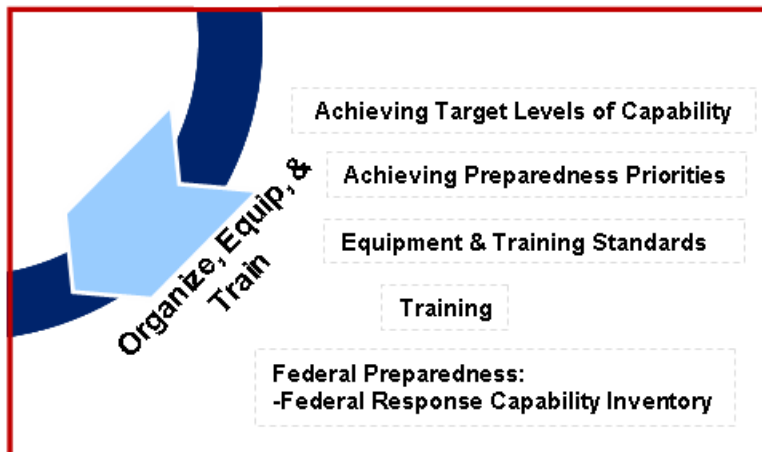 Achieving Target Levels of Capability
Achieving Preparedness Priorities
Organize, Equip, &
Train
Equipment & Training Standards
Training
Federal Preparedness:
-Federal Response Capability Inventory